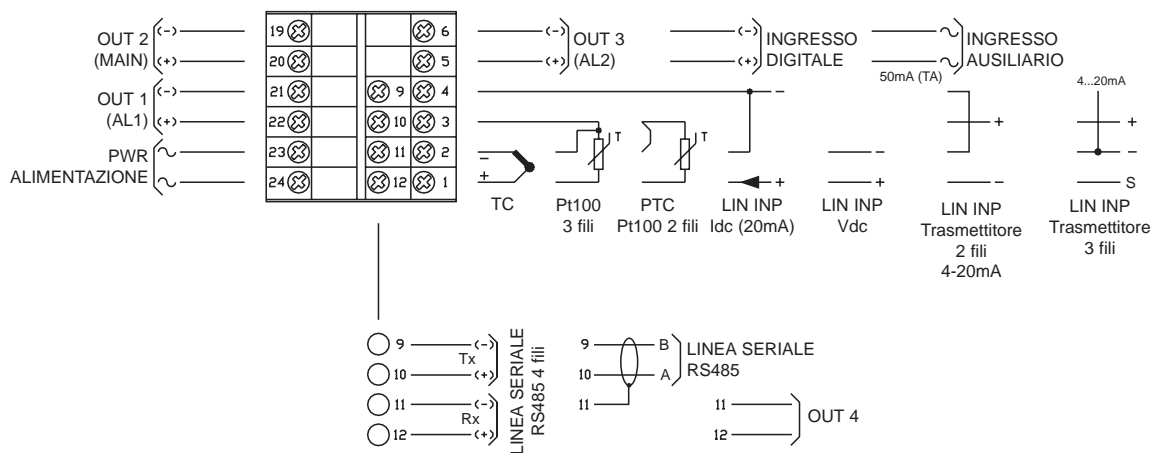 OUT 2
(MAIN)
(-)
(+)
19
20
6
5
(-)
(+)
OUT 3
(AL2)
(-)
(+)
INGRESSO
DIGITALE
50mA (TA)
INGRESSO
AUSILIARIO
OUT 1
(AL1)
(-)
(+)
21
22
9
4
10
3
-
4...20mA
+
+
-
PWR
ALIMENTAZIONE
23
24
11
2
12
1
-
+
TC
T
Pt100
3 fili
T
PTC
Pt100 2 fili
+
LIN INP
Idc (20mA)
-
+
LIN INP
Vdc
-
LIN INP
Trasmettitore
2 fili
4-20mA
S
LIN INP
Trasmettitore
3 fili
9
10
Tx
(-)
(+)
11
12
Rx
(-)
(+)
LINEA SERIALE
RS485 4 fili
9
10
11
B
A
LINEA SERIALE
RS485
11
12
OUT 4